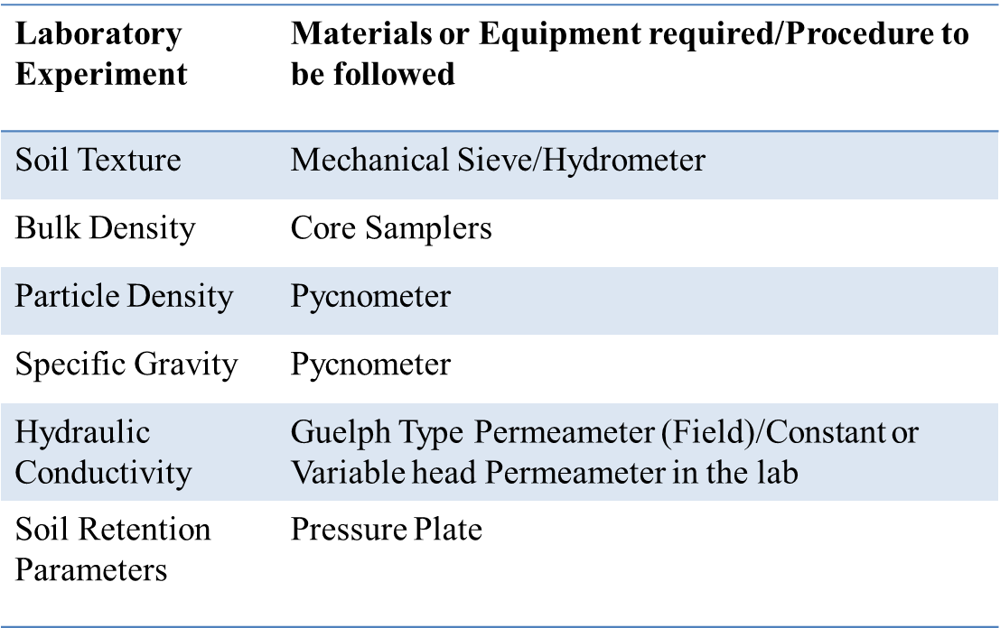 Laboratory Experiment
Materials or Equipment required/Procedure to be followed
Soil Texture
Mechanical Sieve/Hydrometer
Bulk Density
Core Samplers
Particle Density
Pycnometer
Specific Gravity
Pycnometer
Hydraulic
Conductivity
Guelph Type Permeameter (Field)/Constant or
Variable head Permeameter in the lab
Soil Retention
Parameters
Pressure Plate